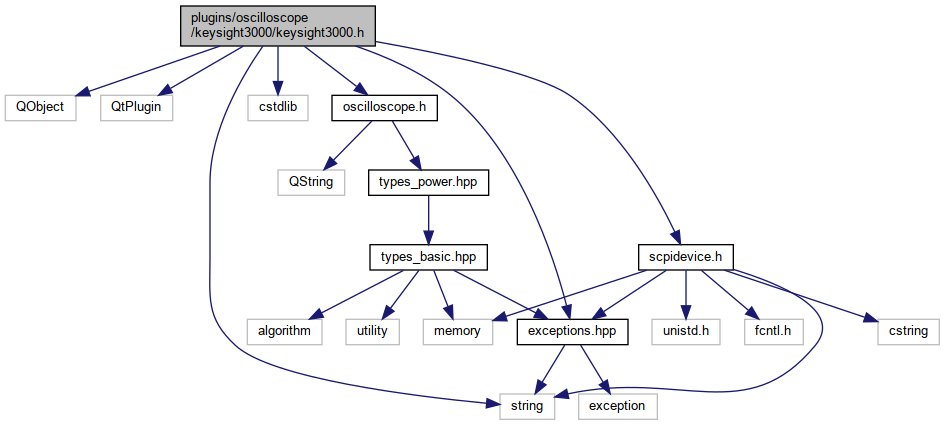 plugins/oscilloscope
/keysight3000/keysight3000.h
QObject
QtPlugin
cstdlib
oscilloscope.h
QString
types_power.hpp
types_basic.hpp
scpidevice.h
algorithm
utility
memory
exceptions.hpp
unistd.h
fcntl.h
cstring
string
exception